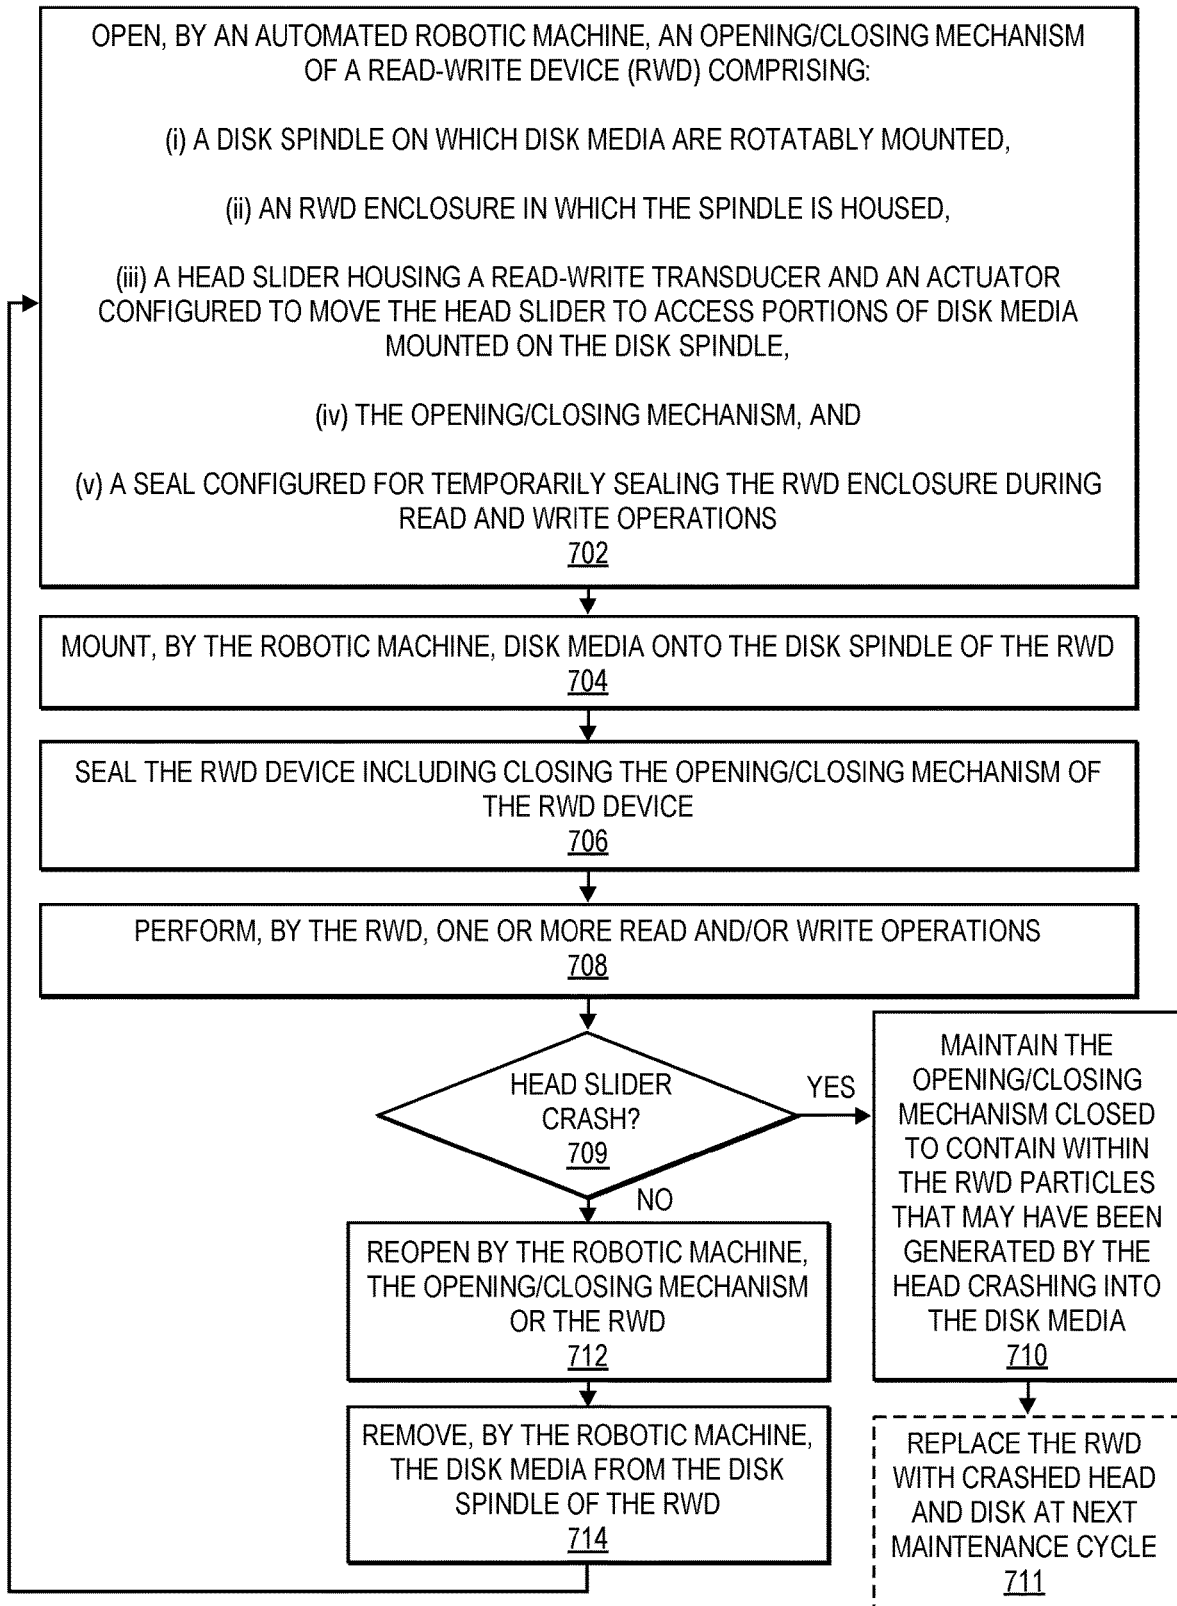 OPEN, BY AN AUTOMATED ROBOTIC MACHINE, AN OPENING/CLOSING MECHANISM
OF A READ-WRITE DEVICE (RWD) COMPRISING:
(i) A DISK SPINDLE ON WHICH DISK MEDIA ARE ROTATABLY MOUNTED,
(ii) AN RWD ENCLOSURE IN WHICH THE SPINDLE IS HOUSED,
(iii) A HEAD SLIDER HOUSING A READ-WRITE TRANSDUCER AND AN ACTUATOR
CONFIGURED TO MOVE THE HEAD SLIDER TO ACCESS PORTIONS OF DISK MEDIA
MOUNTED ON THE DISK SPINDLE,
(iv) THE OPENING/CLOSING MECHANISM, AND
(v) A SEAL CONFIGURED FOR TEMPORARILY SEALING THE RWD ENCLOSURE DURING
READ AND WRITE OPERATIONS
702
MOUNT, BY THE ROBOTIC MACHINE, DISK MEDIA ONTO THE DISK SPINDLE OF THE RWD
704
SEAL THE RWD DEVICE INCLUDING CLOSING THE OPENING/CLOSING MECHANISM OF
THE RWD DEVICE
706
PERFORM, BY THE RWD, ONE OR MORE READ AND/OR WRITE OPERATIONS
708
HEAD SLIDER
CRASH?
709
YES
NO
MAINTAIN THE
OPENING/CLOSING
MECHANISM CLOSED
TO CONTAIN WITHIN
THE RWD PARTICLES
THAT MAY HAVE BEEN
GENERATED BY THE
HEAD CRASHING INTO
THE DISK MEDIA
710
REPLACE THE RWD
WITH CRASHED HEAD
AND DISK AT NEXT
MAINTENANCE CYCLE
711
REOPEN BY THE ROBOTIC MACHINE,
THE OPENING/CLOSING MECHANISM
OR THE RWD
712
REMOVE, BY THE ROBOTIC MACHINE,
THE DISK MEDIA FROM THE DISK
SPINDLE OF THE RWD
714